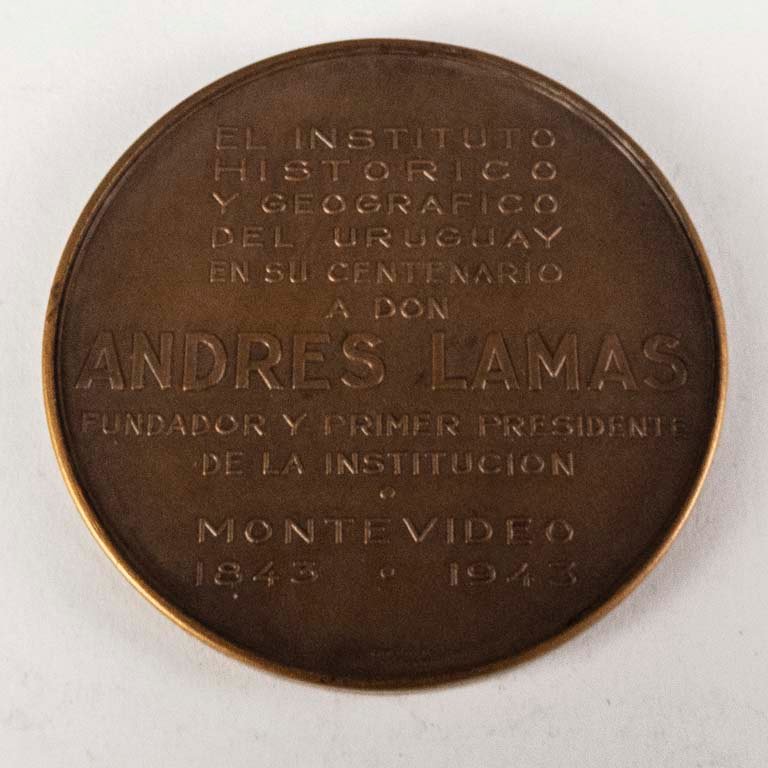 EL INSTITUTO
HISTORICO
Y GEOGRAFICO
DEL URUGUAY
EN SU CENTENARIO
A DON
ANDRES LAMAS
FUNDADOR Y PRIMER PRESIDENTE
DE LA INSTITUCION
MONTEVIDEO
1843 • 1943